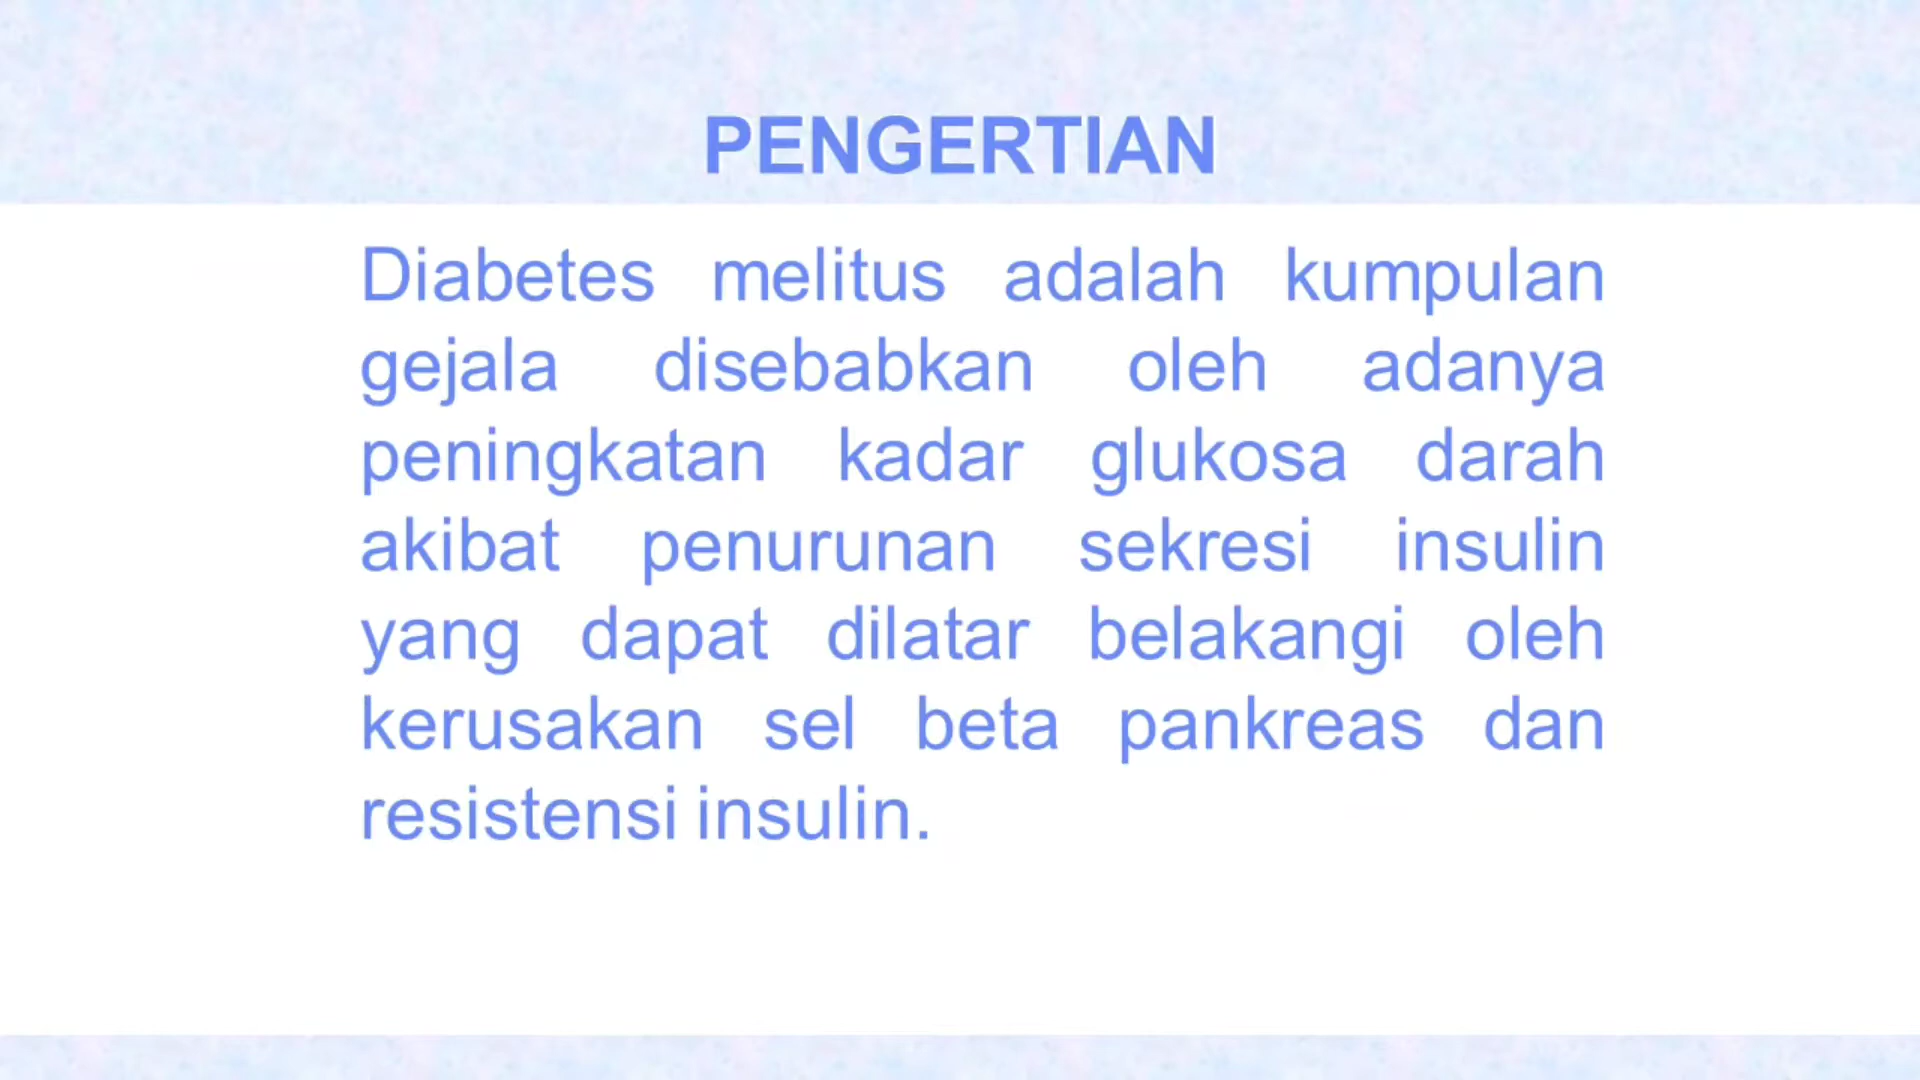 PENGERTIAN
Diabetes melitus adalah kumpulan
gejala disebabkan oleh adanya
peningkatan kadar glukosa darah
akibat penurunan sekresi insulin
yang dapat dilatar belakangi oleh
kerusakan sel beta pankreas dan
resistensi insulin.